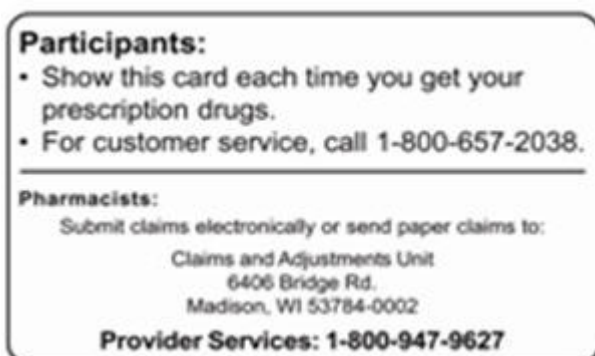 Participants:
• Show this card each time you get your
prescription drugs.
• For customer service, call 1-800-657-2038.
Pharmacists:
Submit claims electronically or send paper claims to:
Claims and Adjustments Unit
6406 Bridge Rd.
Madison, WI 53784-0002
Provider Services: 1-800-947-9627